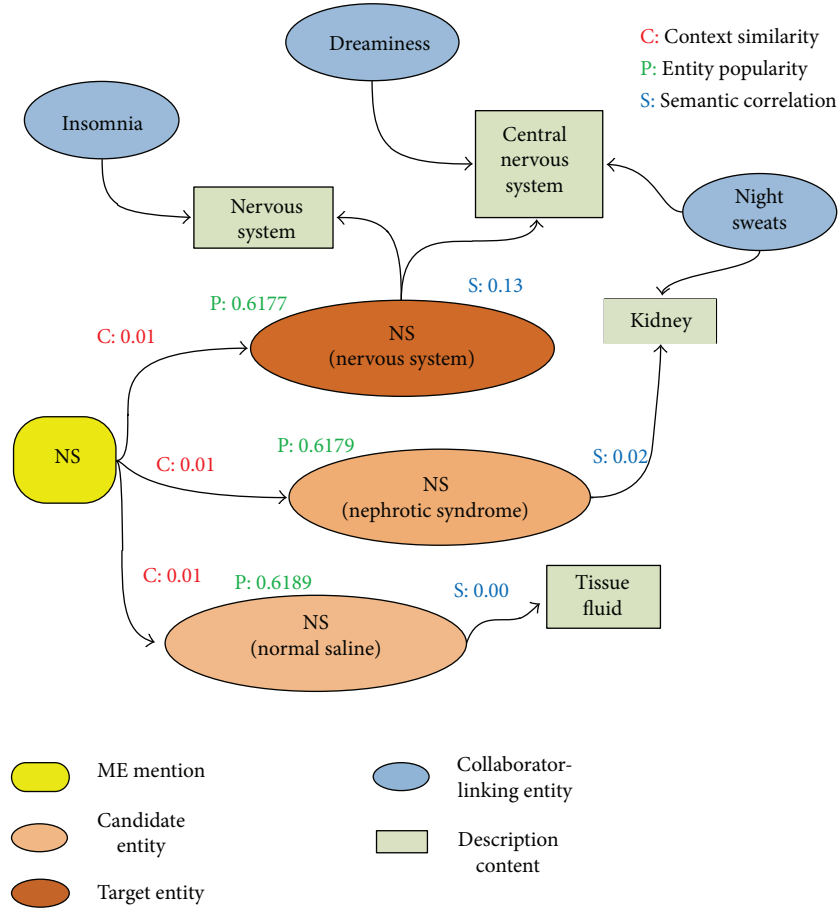 Dreaminess
C: Context similarity
P: Entity popularity
S: Semantic correlation
Insomnia
Central
nervous
system
Night
sweats
Nervous
system
S: 0.13
P: 0.6177
Kidney
C: 0.01
NS
(nervous system)
P: 0.6179
NS
C: 0.01
S: 0.02
NS
(nephrotic syndrome)
C: 0.01
P: 0.6189
S: 0.00
Tissue
fluid
NS
(normal saline)
ME mention
Collaborator-
linking entity
Candidate
entity
Description
content
Target entity